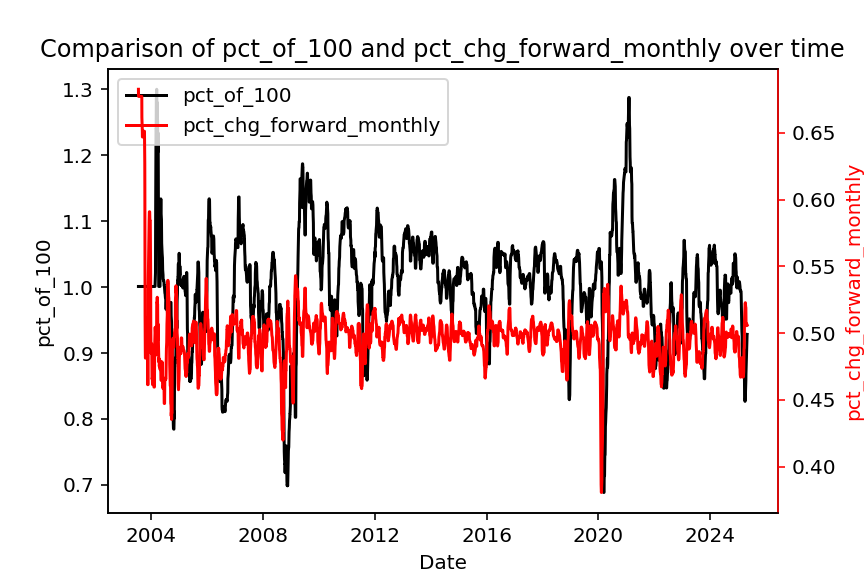 Comparison of pct_of_100 and pct_chg_forward_monthly over time
pct_of_100
pct_chg_forward_monthly
1.3
1.2
1.1
1.0
0.9
0.8
0.7
pct_of_100
0.65
0.60
0.55
0.50
0.45
0.40
pct_chg_forward_monthly
2004 2008 2012 2016 2020 2024
Date